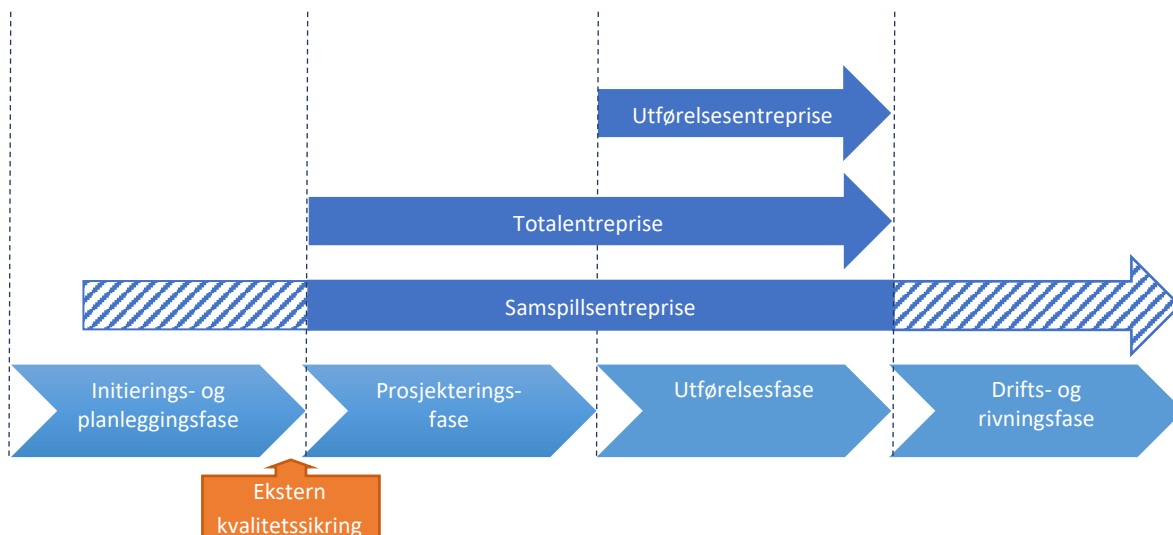 Utførelsesentreprise
Totalentreprise
Samspillsentreprise
Initierings- og
planleggingsfase
Prosjekterings-
fase
Utførelsesfase
Drifts- og
rivningsfase
Ekstern
kvalitetssikring